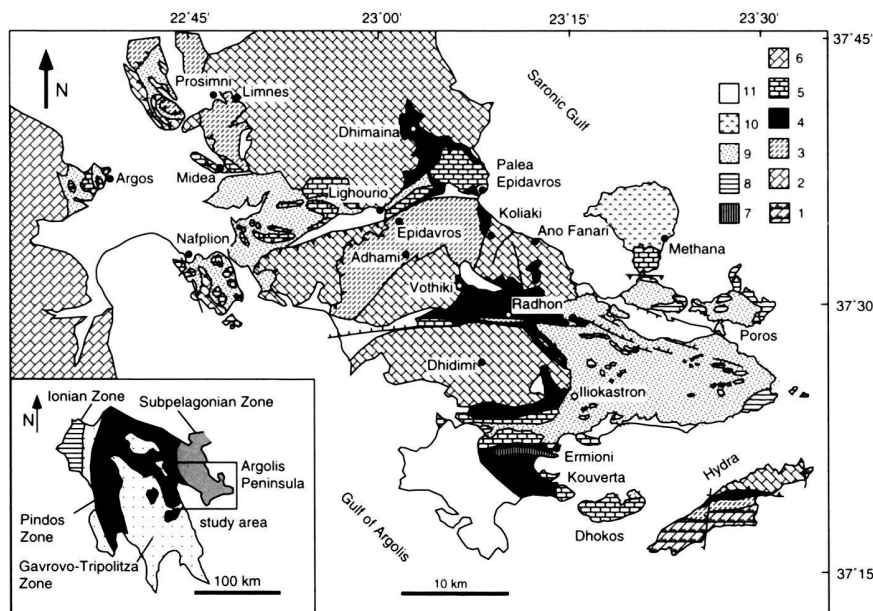 22°45'
23°00'
23°15'
23°30'
37°45'
N
Prosimni
Limnes
Saronic Gulf
6
11
5
10
4
9
3
8
2
7
1
Dhimaina
Argos
Midea
Lighourio
Palea
Epidavros
Koliaki
Ano Fanari
Methana
Nafplion
Epidavros
Adhami
Vothiki
Radhon
37°30'
Poros
Dhidimi
Iliokastron
Ermioni
Kouverta
Hydra
Dhokos
Gulf of Argolis
37°15'
10 km
Ionian Zone
N
Subpelagonian Zone
Argolis
Peninsula
study area
Pindos
Zone
Gavrovo-Tripolitza
Zone
100 km